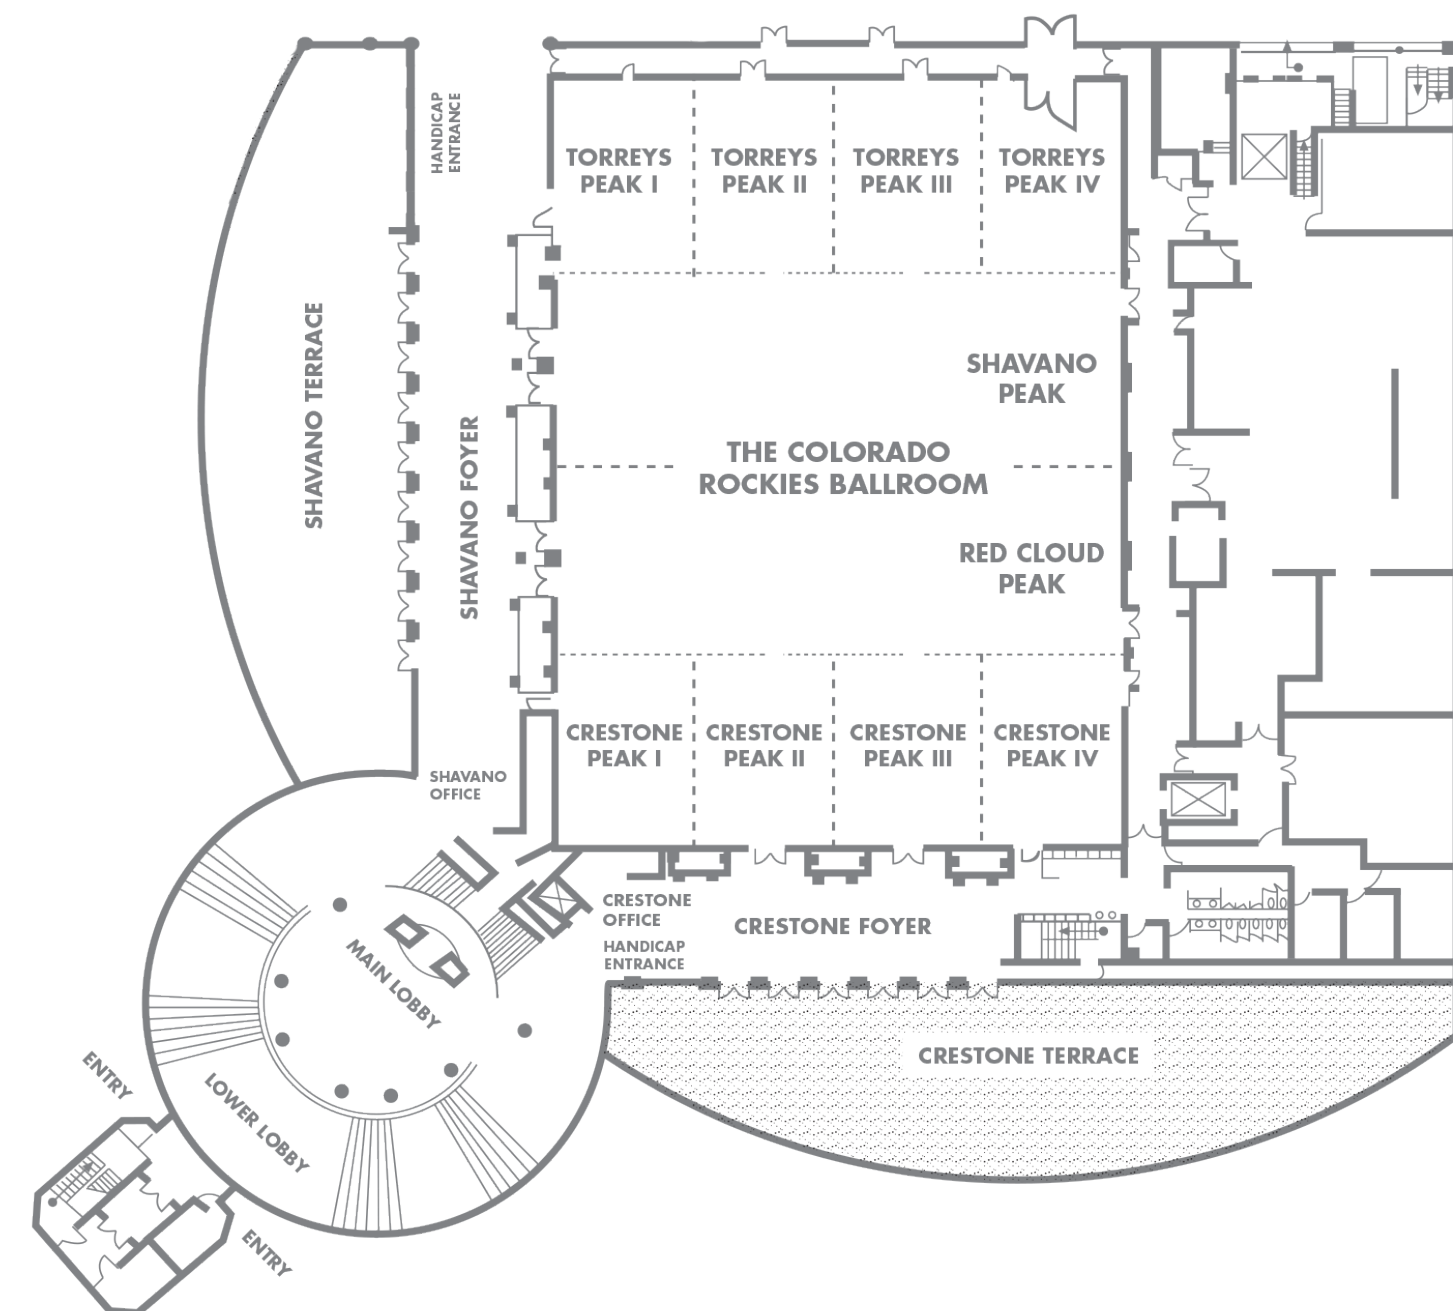 HANDICAP
ENTRANCE
TORREYS
PEAK I
TORREYS
PEAK II
TORREYS
PEAK III
TORREYS
PEAK IV
SHAVANO TERRACE
SHAVANO FOYER
SHAVANO
PEAK
THE COLORADO
ROCKIES BALLROOM
RED CLOUD
PEAK
CRESTONE
PEAK I
CRESTONE
PEAK II
CRESTONE
PEAK III
CRESTONE
PEAK IV
SHAVANO
OFFICE
CRESTONE
OFFICE
HANDICAP
ENTRANCE
CRESTONE FOYER
MAIN LOBBY
CRESTONE TERRACE
ENTRY
LOWER LOBBY
ENTRY